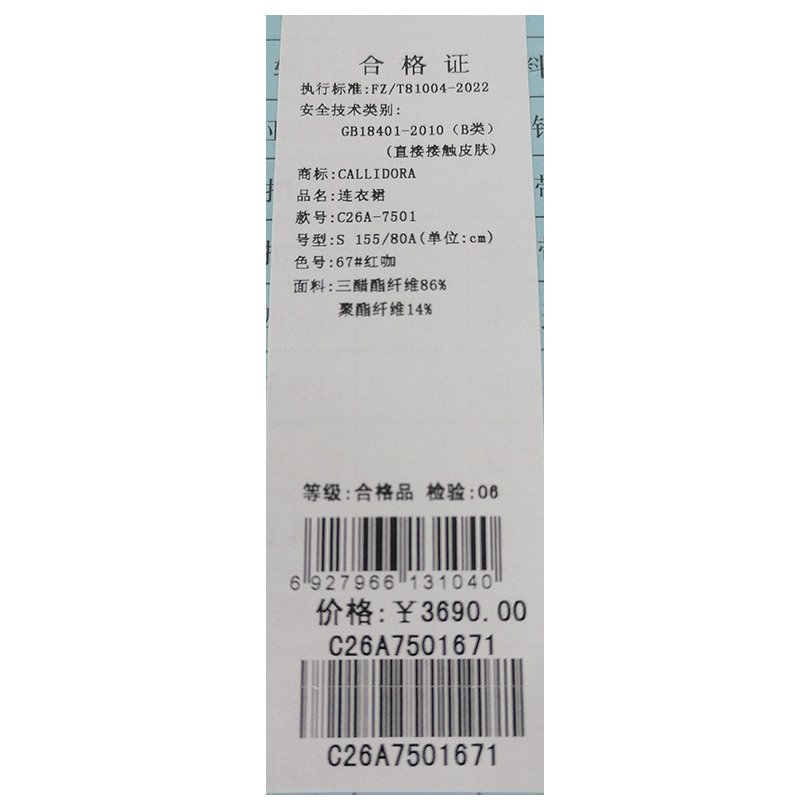 合格证
执行标准:FZ/T81004-2022
安全技术类别:
GB18401-2010（B类）
(直接接触皮肤)
商标:CALLIDORA
品名:连衣裙
款号:C26A-7501
号型:S 155/80A(单位:cm)
色号:67#红咖
面料:三醋酯纤维86%
聚酯纤维14%
等级:合格品 检验:06
6 927966 131040
价格:￥3690.00
C26A7501671
C26A7501671